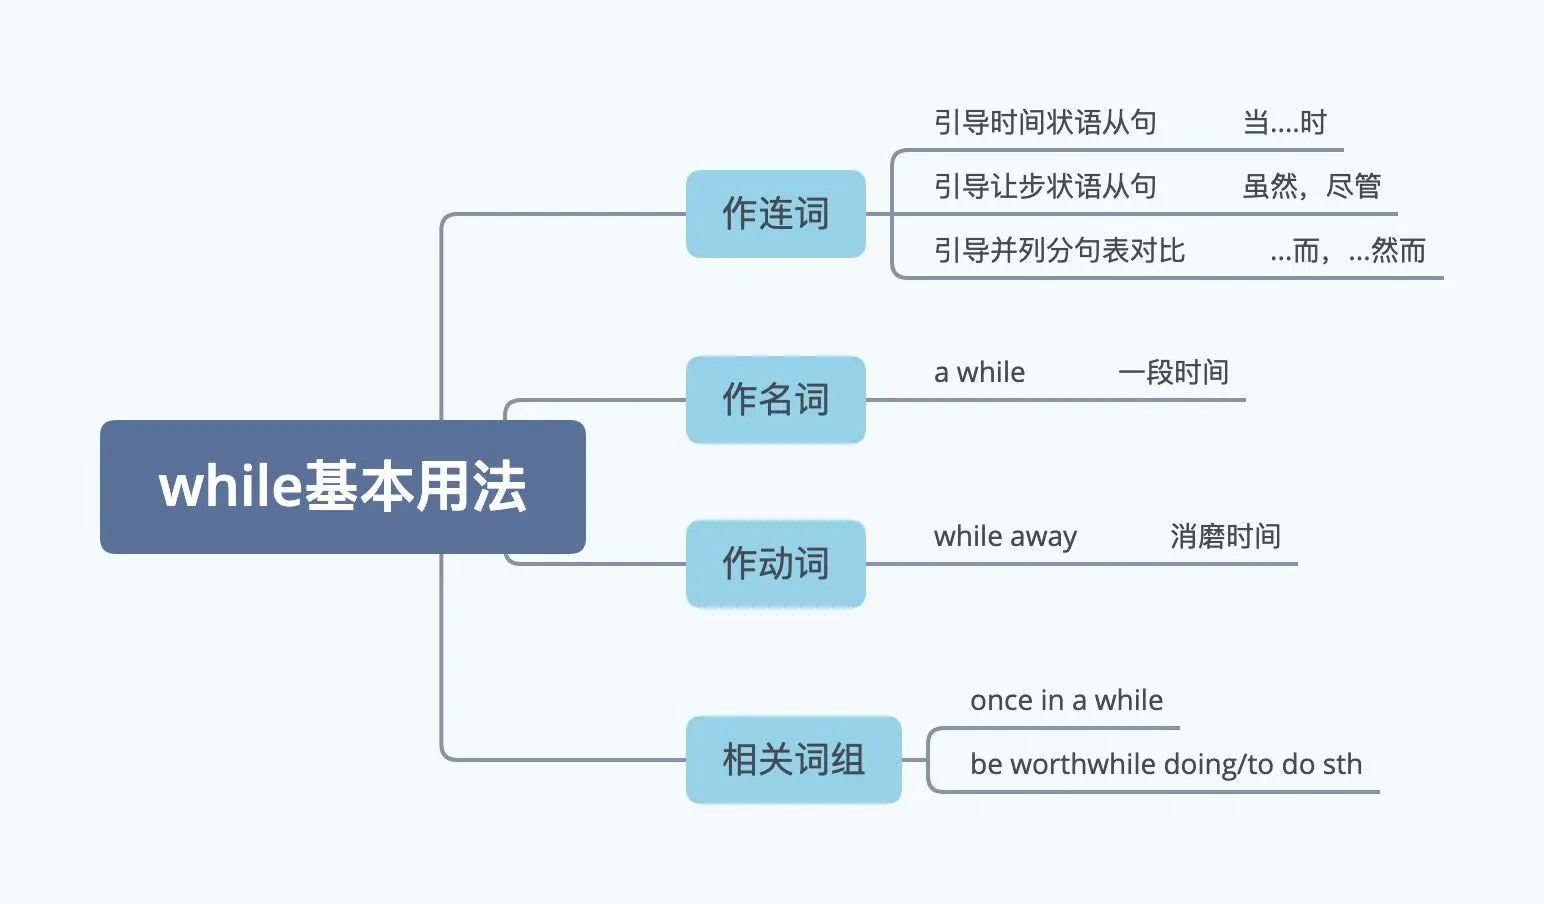 while基本用法
作连词
引导时间状语从句 当....时
引导让步状语从句 虽然，尽管
引导并列分句表对比 ...而，...然而
作名词
a while 一段时间
作动词
while away 消磨时间
相关词组
once in a while
be worthwhile doing/to do sth